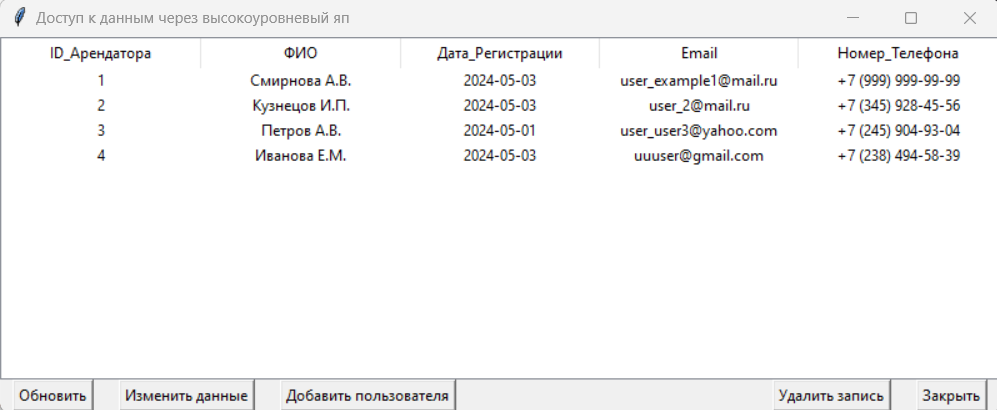 Доступ к данным через высокоуровневый яп
ID_Арендатора ФИО Дата_Регистрации Email Номер_Телефона
1 Смирнова А.В. 2024-05-03 user_example1@mail.ru +7 (999) 999-99-99
2 Кузнецов И.П. 2024-05-03 user_2@mail.ru +7 (345) 928-45-56
3 Петров А.В. 2024-05-01 user_user3@yahoo.com +7 (245) 904-93-04
4 Иванова Е.М. 2024-05-03 uuuser@gmail.com +7 (238) 494-58-39
Обновить Изменить данные Добавить пользователя Удалить запись Закрыть